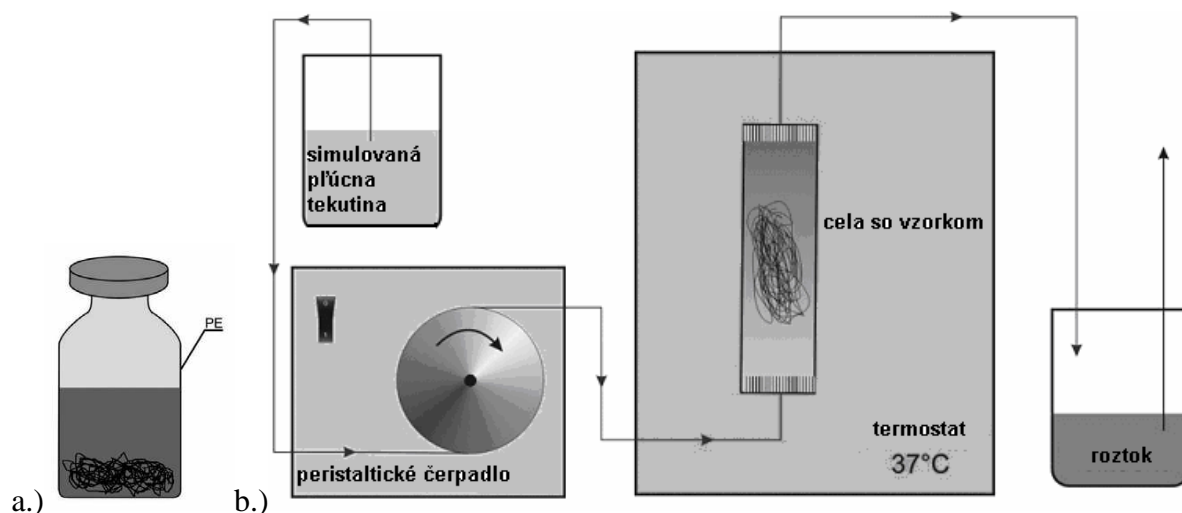 a.)
PE
b.)
simulovaná
pľúcna
tekutina
peristaltické čerpadlo
cela so vzorkom
termostat
37°C
roztok